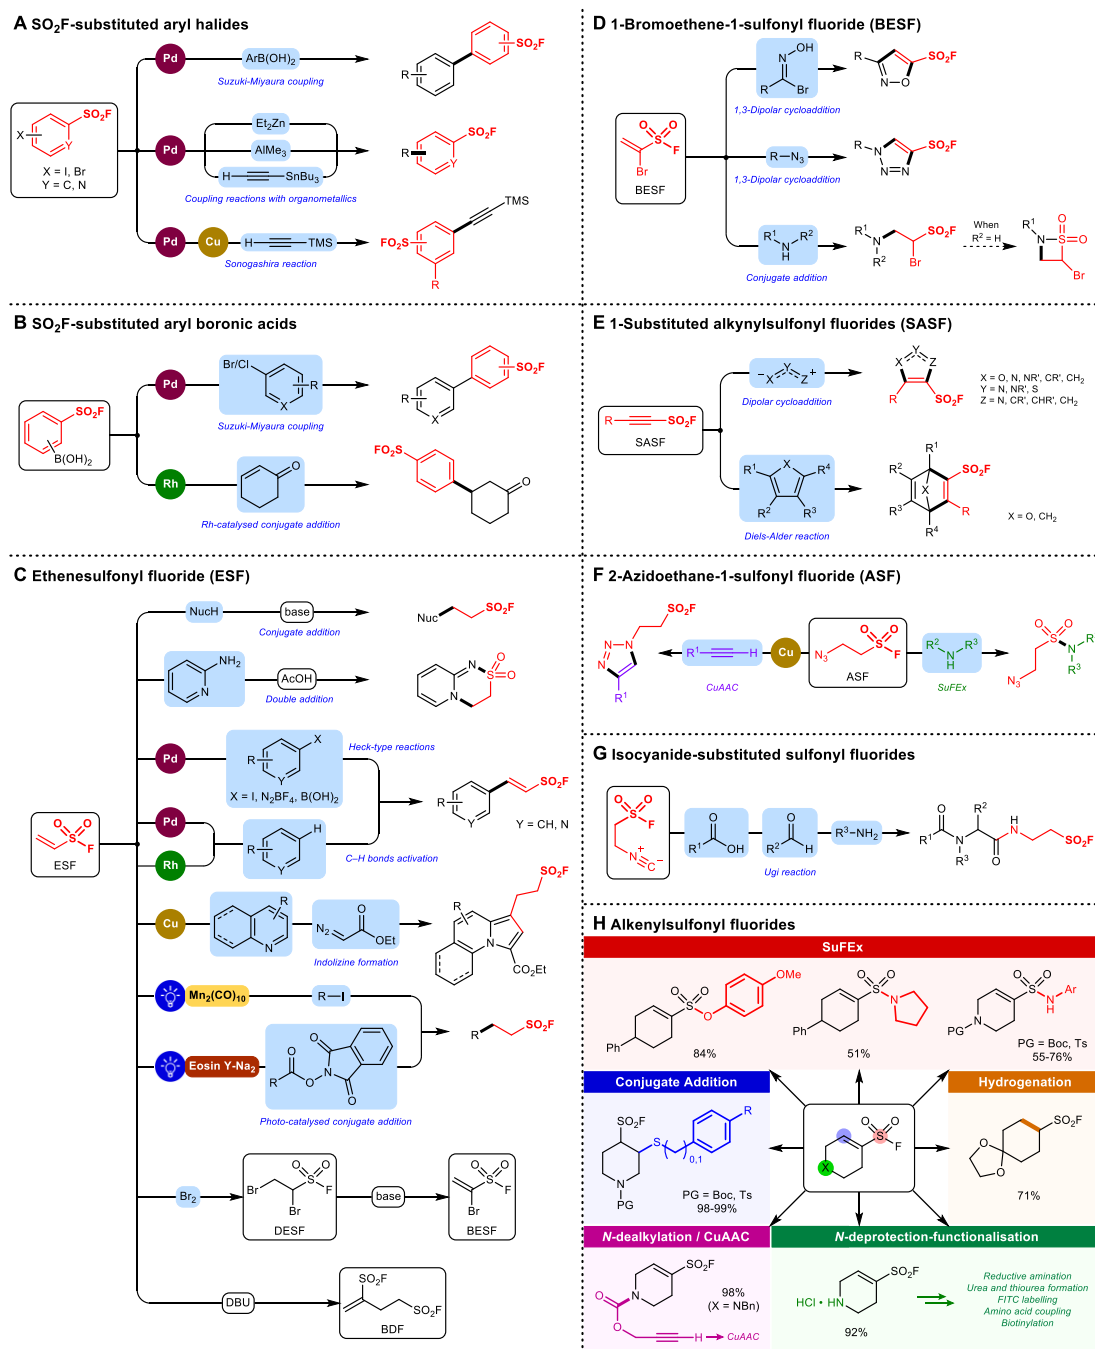 A SO2F-substituted aryl halides
Pd
ArB(OH)2
Suzuki-Miyaura coupling
R
SO2F
X
SO2F
Y
X = I, Br
Y = C, N
Pd
Et2Zn
AlMe3
H
SnBu3
Coupling reactions with organometallics
R
SO2F
Y
Pd
Cu
H
TMS
Sonogashira reaction
FO2S
TMS
R
B SO2F-substituted aryl boronic acids
SO2F
B(OH)2
Pd
Br/Cl
R
X
Suzuki-Miyaura coupling
R
X
SO2F
Rh
O
Rh-catalysed conjugate addition
FO2S
O
C Ethenesulfonyl fluoride (ESF)
O
O
S
F
ESF
NucH
base
Conjugate addition
Nuc
SO2F
NH2
N
AcOH
Double addition
N
S
O
O
N
Pd
R
X
Y
X = I, N2BF4, B(OH)2
Heck-type reactions
Pd
Rh
R
H
Y
C–H bonds activation
R
Y
SO2F
Y = CH, N
Cu
R
N
N2
O
OEt
Indolizine formation
SO2F
R
N
CO2Et
Mn2(CO)10
R–I
Eosin Y-Na2
R
O
O
N
O
O
Photo-catalysed conjugate addition
R
SO2F
Br2
Br
Br
O
O
S
F
DESF
base
O
O
S
F
Br
BESF
DBU
SO2F
SO2F
BDF
D 1-Bromoethene-1-sulfonyl fluoride (BESF)
O
O
S
F
Br
BESF
N
OH
R
Br
1,3-Dipolar cycloaddition
R
N
O
SO2F
R–N3
1,3-Dipolar cycloaddition
R
N
N
N
SO2F
R1
R2
N
H
Conjugate addition
R1
N
R2
SO2F
Br
When
R2 = H
R1
N
S
O
O
Br
E 1-Substituted alkynylsulfonyl fluorides (SASF)
R
SO2F
SASF
−
X
Y
Z
+
Dipolar cycloaddition
Y
X
Z
R
SO2F
X = O, N, NR', CR', CH2
Y = N, NR', S
Z = N, CR', CHR', CH2
X
R1
R4
R2
R3
Diels-Alder reaction
R1
R2
SO2F
X
R3
R
R4
X = O, CH2
F 2-Azidoethane-1-sulfonyl fluoride (ASF)
SO2F
N
N
N
R1
R1
H
CuAAC
Cu
O
O
S
F
N3
ASF
R2
R3
N
H
SuFEx
O
O
S
N
R
R3
N3
G Isocyanide-substituted sulfonyl fluorides
O
O
S
F
N
+
C
−
O
R1
OH
O
R2
H
R3–NH2
Ugi reaction
O
R2
R1
N
R3
H
N
O
SO2F
H Alkenylsulfonyl fluorides
SuFEx
O
O
S
O
OMe
Ph
84%
O
O
S
N
Ph
51%
O
O
S
N
H
Ar
N
PG
PG = Boc, Ts
55-76%
Conjugate Addition
SO2F
S
0,1
R
N
PG
PG = Boc, Ts
98-99%
O
O
S
F
X
Hydrogenation
SO2F
O
O
71%
N-dealkylation / CuAAC
SO2F
N
O
O
H
CuAAC
98%
(X = NBn)
N-deprotection-functionalisation
SO2F
HCl • HN
92%
Reductive amination
Urea and thiourea formation
FITC labelling
Amino acid coupling
Biotinylation